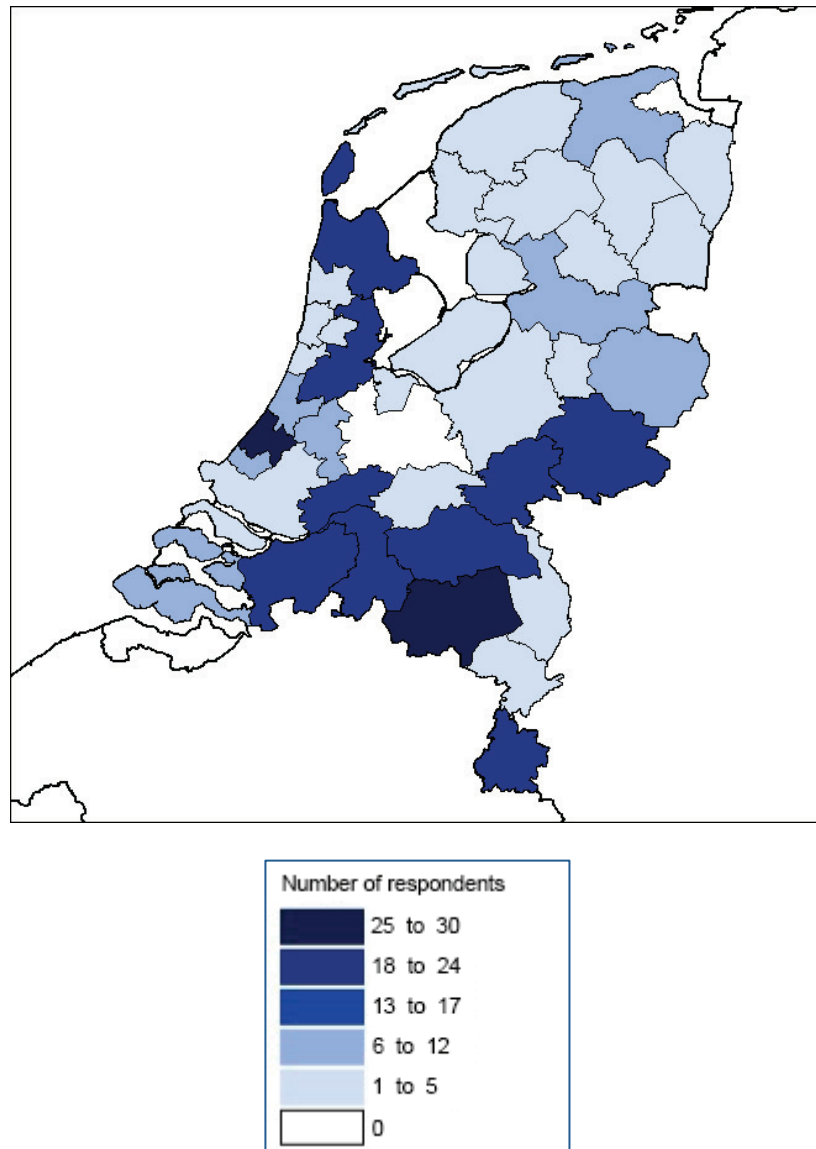 Number of respondents
25 to 30
18 to 24
13 to 17
6 to 12
1 to 5
0